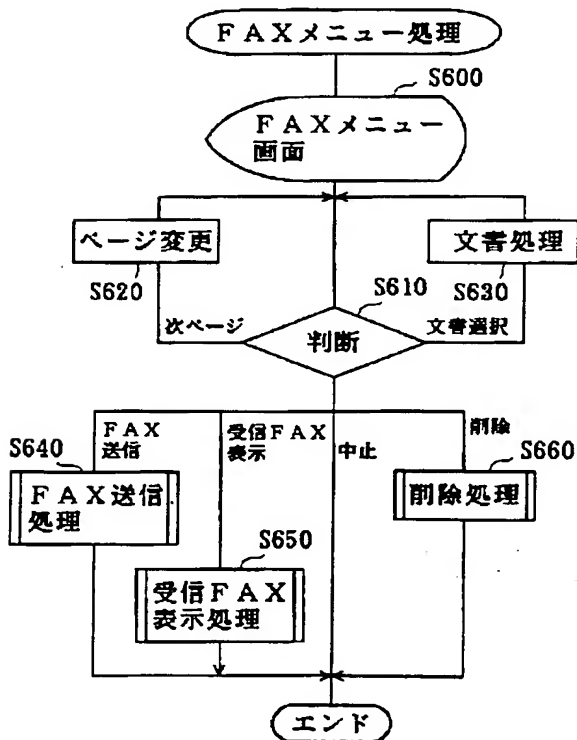 ＦＡＸメニュー処理
S600
ＦＡＸメニュー
画面
ページ変更
文書処理
S620
S630
S610
次ページ
判断
文書選択
ＦＡＸ
送信
受信ＦＡＸ
表示
中止
削除
S640
S660
ＦＡＸ送信
処理
削除処理
S650
受信ＦＡＸ
表示処理
エンド